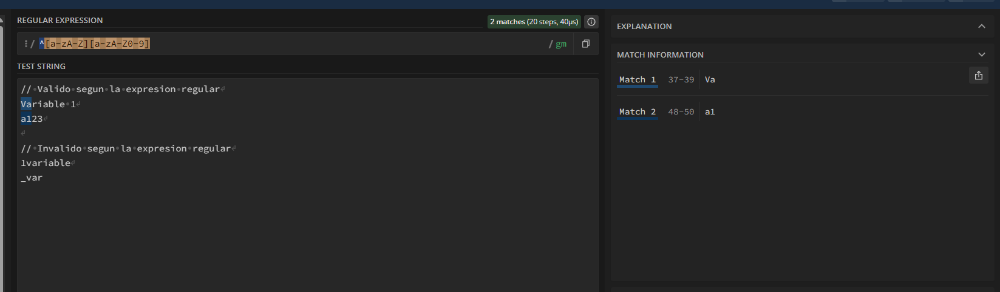 REGULAR EXPRESSION
2 matches (20 steps, 40µs)
/ ^[a-zA-Z][a-zA-Z0-9] / gm
TEST STRING
// Valido segun la expresion regular
Variable 1
a123
// Invalido segun la expresion regular
1variable
_var
EXPLANATION
MATCH INFORMATION
Match 1 37-39 Va
Match 2 48-50 a1